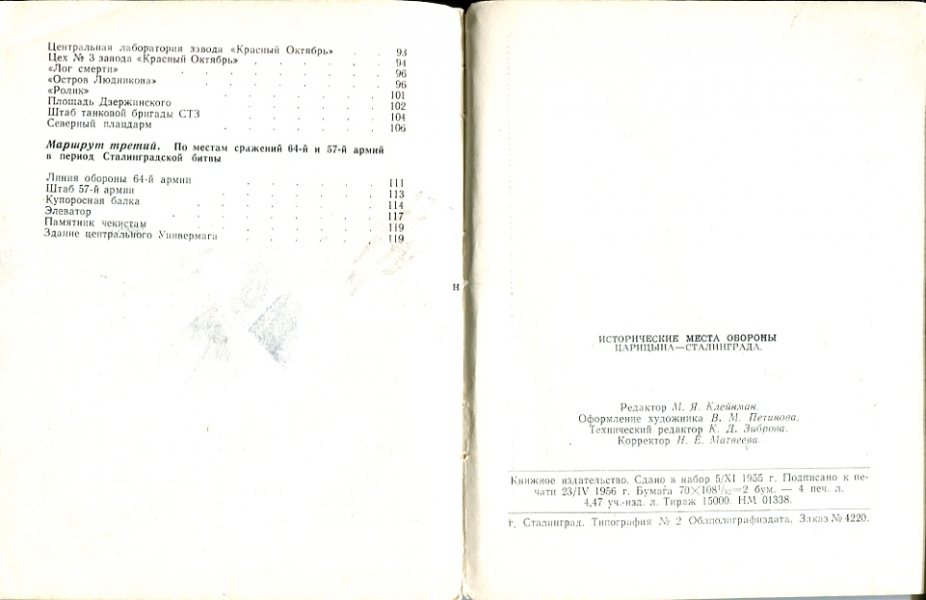 Центральная лаборатория завода «Красный Октябрь» . . 93
Цех № 3 завода «Красный Октябрь» . . . . . 94
«Лог смерти» . . . . . . . 96
«Остров Людникова» . . . . . . 96
«Ролик» . . . . . . 101
Площадь Дзержинского . . . . . 102
Штаб танковой бригады СТЗ . . . . . 104
Северный плацдарм . . . . . . 106
Маршрут третий. По местам сражений 64-й и 57-й армий
в период Сталинградской битвы
Линия обороны 64-й армии . . . . . 111
Штаб 57-й армии . . . . . . 113
Купоросная балка . . . . . . 114
Элеватор . . . . . . . 117
Памятник чекистам . . . . . . 119
Здание центрального Универмага . . . . . 119
Н
ИСТОРИЧЕСКИЕ МЕСТА ОБОРОНЫ
ЦАРИЦЫНА—СТАЛИНГРАДА.
Редактор М. Я. Клейнман.
Оформление художника В. М. Петинова.
Технический редактор К. Д. Зиброва.
Корректор Н. Е. Матвеева.
Книжное издательство. Сдано в набор 5/XI 1955 г. Подписано к пе-
чати 23/IV 1956 г. Бумага 70×108¹/₃₂=2 бум. — 4 печ. л.
4,47 уч.-изд. л. Тираж 15000. НМ 01338.
г. Сталинград. Типография № 2 Облполиграфиздата. Заказ № 4220.